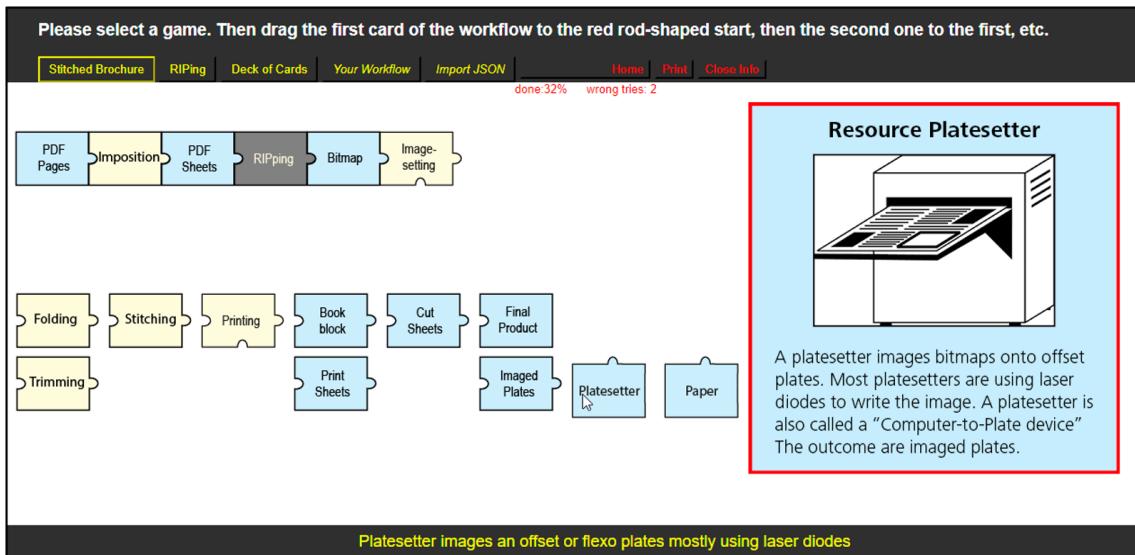 Please select a game. Then drag the first card of the workflow to the red rod-shaped start, then the second one to the first, etc.
Stitched Brochure RIPing Deck of Cards Your Workflow Import JSON Home Print Close Info
done:32% wrong tries: 2
PDF Pages
Imposition
PDF Sheets
RIPping
Bitmap
Image-
setting
Folding
Stitching
Printing
Book
block
Cut
Sheets
Final
Product
Trimming
Print
Sheets
Imaged
Plates
Platesetter
Paper
Resource Platesetter
A platesetter images bitmaps onto offset
plates. Most platesetters are using laser
diodes to write the image. A platesetter is
also called a “Computer-to-Plate device”
The outcome are imaged plates.
Platesetter images an offset or flexo plates mostly using laser diodes